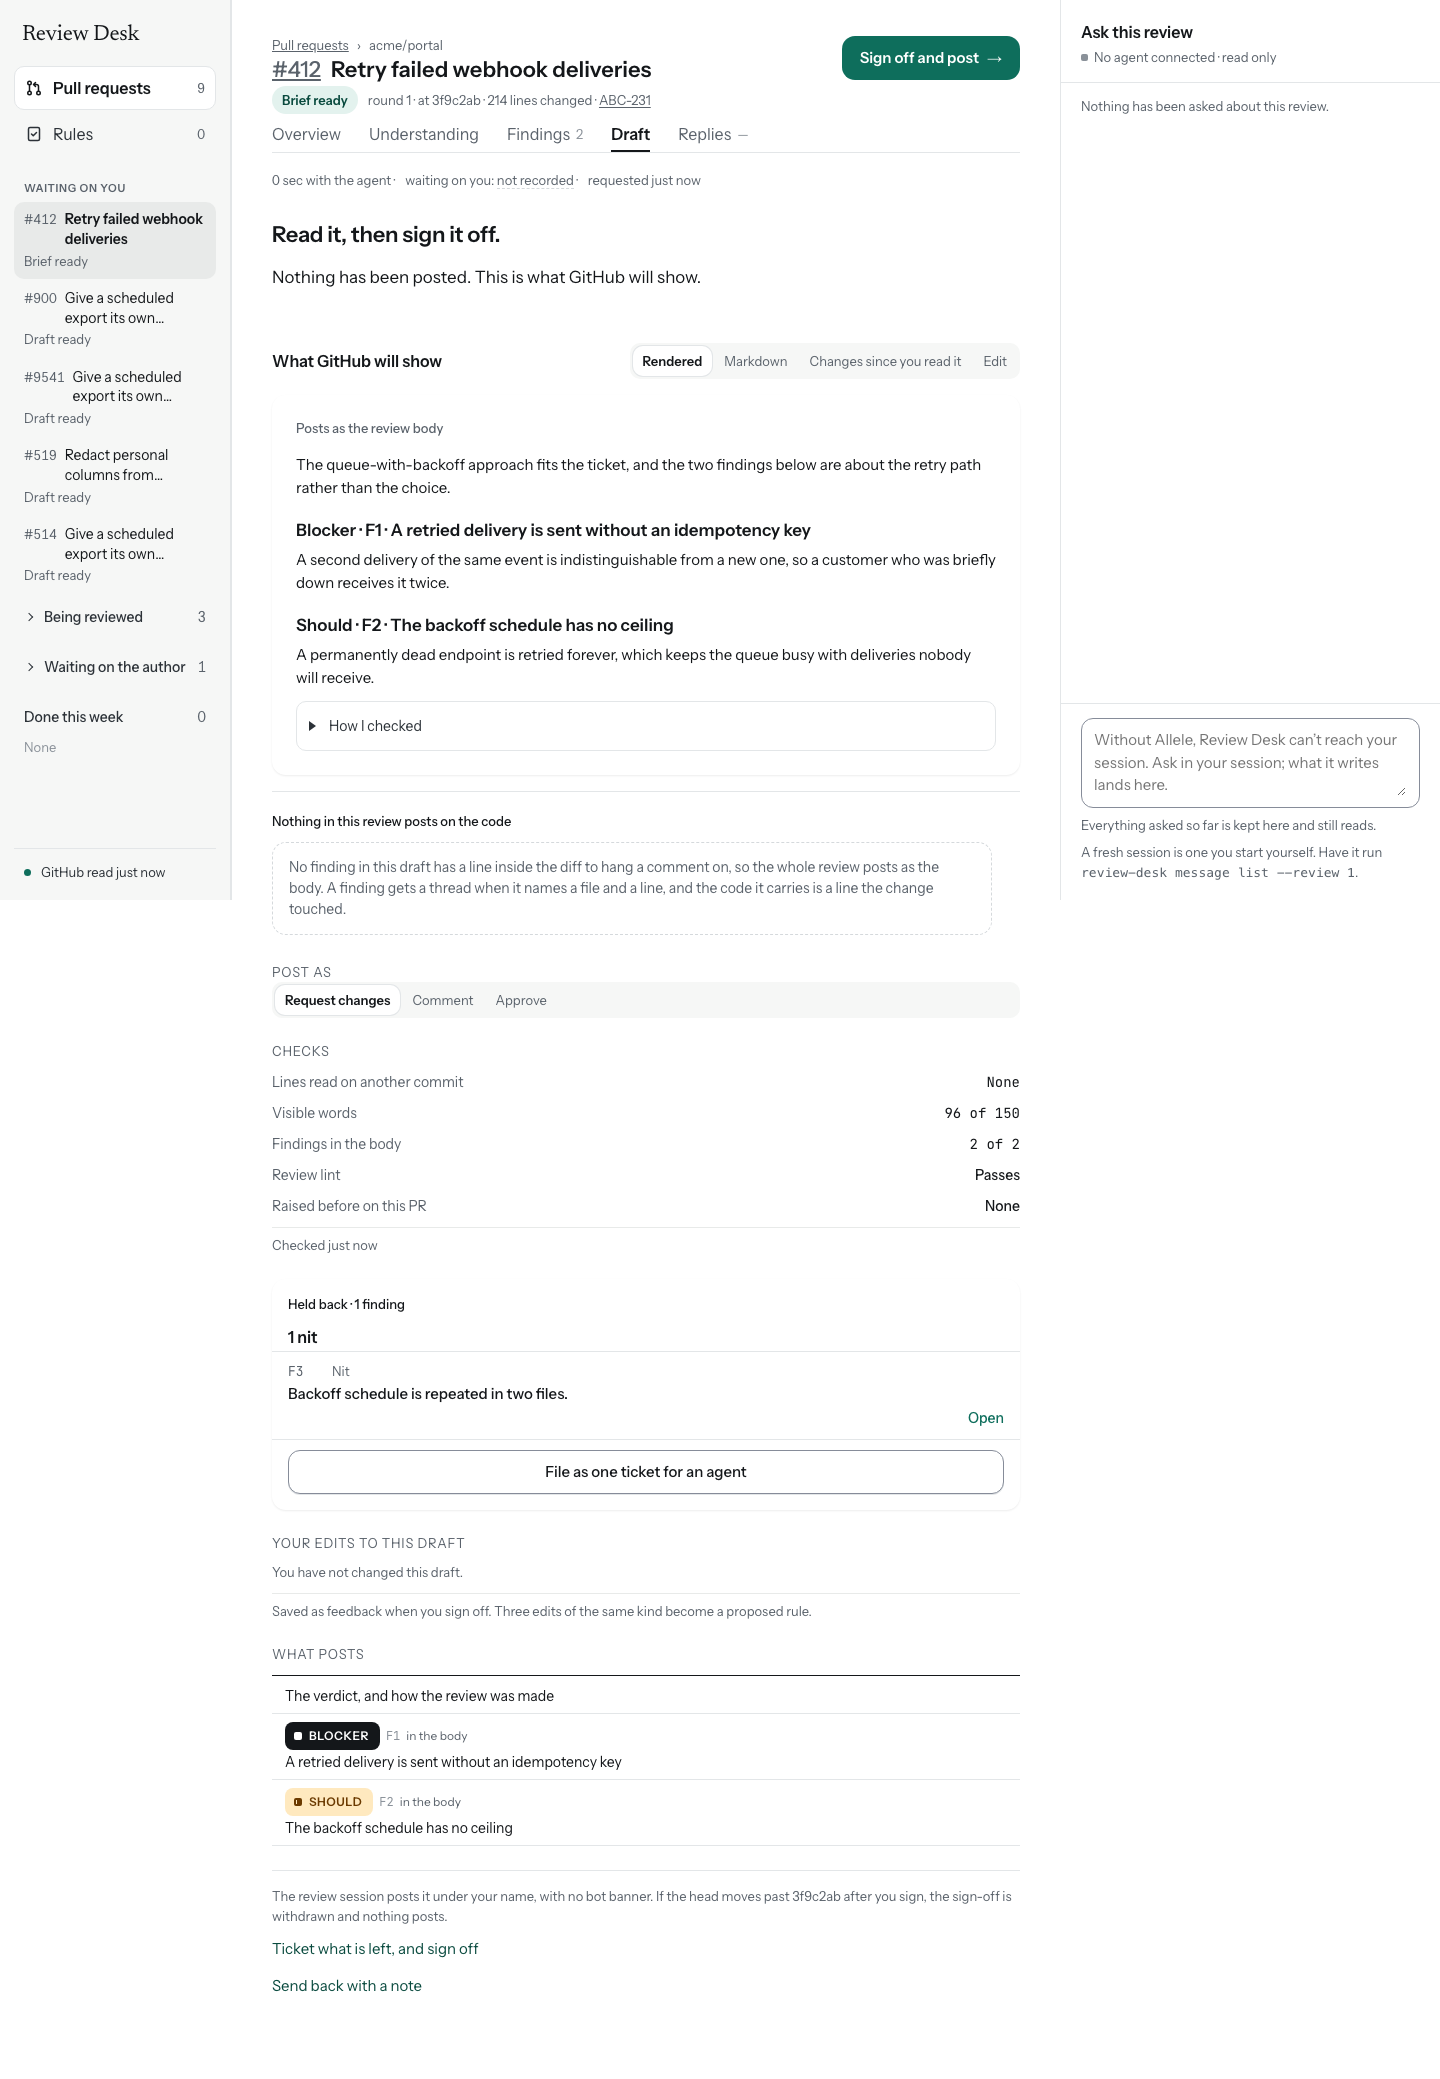 Review Desk
Pull requests 9
Rules 0
WAITING ON YOU
#412 Retry failed webhook
deliveries
Brief ready
#900 Give a scheduled
export its own…
Draft ready
#9541 Give a scheduled
export its own…
Draft ready
#519 Redact personal
columns from…
Draft ready
#514 Give a scheduled
export its own…
Draft ready
Being reviewed 3
Waiting on the author 1
Done this week 0
None
GitHub read just now
Pull requests › acme/portal
#412 Retry failed webhook deliveries
Sign off and post →
Brief ready round 1 · at 3f9c2ab · 214 lines changed · ABC-231
Overview Understanding Findings 2 Draft Replies —
0 sec with the agent · waiting on you: not recorded · requested just now
Read it, then sign it off.
Nothing has been posted. This is what GitHub will show.
What GitHub will show
Rendered Markdown Changes since you read it Edit
Posts as the review body
The queue-with-backoff approach fits the ticket, and the two findings below are about the retry path
rather than the choice.
Blocker · F1 · A retried delivery is sent without an idempotency key
A second delivery of the same event is indistinguishable from a new one, so a customer who was briefly
down receives it twice.
Should · F2 · The backoff schedule has no ceiling
A permanently dead endpoint is retried forever, which keeps the queue busy with deliveries nobody
will receive.
How I checked
Nothing in this review posts on the code
No finding in this draft has a line inside the diff to hang a comment on, so the whole review posts as the
body. A finding gets a thread when it names a file and a line, and the code it carries is a line the change
touched.
POST AS
Request changes Comment Approve
CHECKS
Lines read on another commit None
Visible words 96 of 150
Findings in the body 2 of 2
Review lint Passes
Raised before on this PR None
Checked just now
Held back · 1 finding
1 nit
F3 Nit
Backoff schedule is repeated in two files.
Open
File as one ticket for an agent
YOUR EDITS TO THIS DRAFT
You have not changed this draft.
Saved as feedback when you sign off. Three edits of the same kind become a proposed rule.
WHAT POSTS
The verdict, and how the review was made
BLOCKER F1 in the body
A retried delivery is sent without an idempotency key
SHOULD F2 in the body
The backoff schedule has no ceiling
The review session posts it under your name, with no bot banner. If the head moves past 3f9c2ab after you sign, the sign-off is
withdrawn and nothing posts.
Ticket what is left, and sign off
Send back with a note
Ask this review
No agent connected · read only
Nothing has been asked about this review.
Without Allele, Review Desk can't reach your
session. Ask in your session; what it writes
lands here.
Everything asked so far is kept here and still reads.
A fresh session is one you start yourself. Have it run
review-desk message list --review 1.